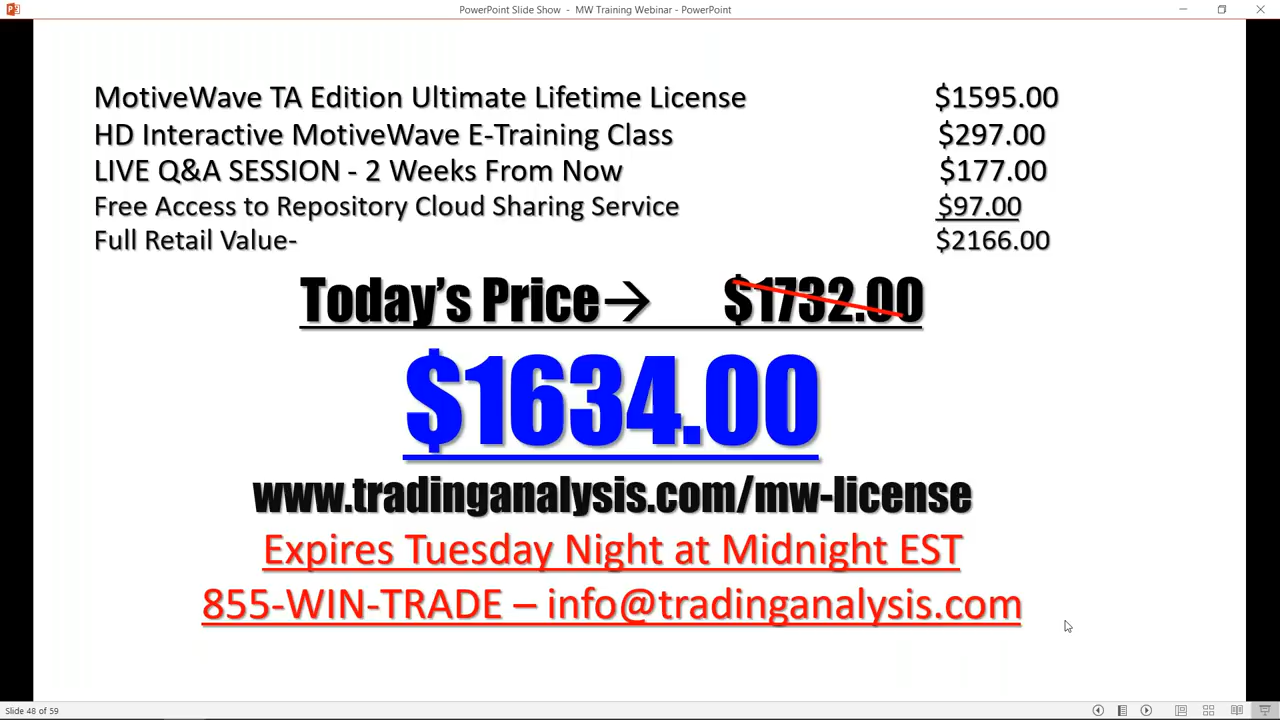 PowerPoint Slide Show - MW Training Webinar - PowerPoint
MotiveWave TA Edition Ultimate Lifetime License $1595.00
HD Interactive MotiveWave E-Training Class $297.00
LIVE Q&A SESSION - 2 Weeks From Now $177.00
Free Access to Repository Cloud Sharing Service $97.00
Full Retail Value- $2166.00
Today's Price→ $1732.00
$1634.00
www.tradinganalysis.com/mw-license
Expires Tuesday Night at Midnight EST
855-WIN-TRADE – info@tradinganalysis.com
Slide 48 of 59